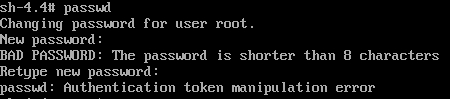 sh-4.4# passwd
Changing password for user root.
New password:
BAD PASSWORD: The password is shorter than 8 characters
Retype new password:
passwd: Authentication token manipulation error